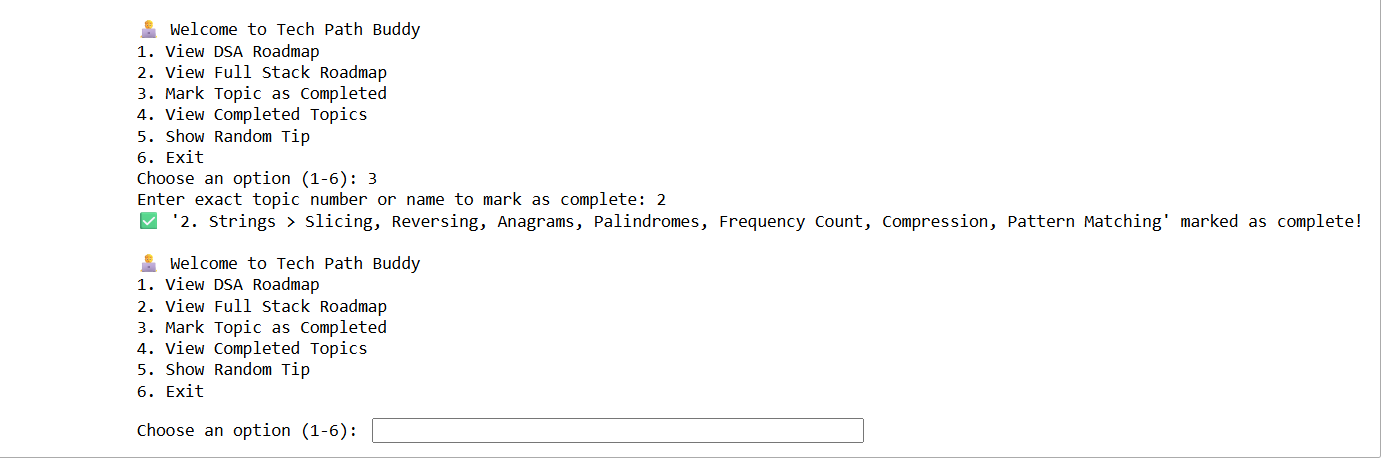 🧑‍💻 Welcome to Tech Path Buddy
1. View DSA Roadmap
2. View Full Stack Roadmap
3. Mark Topic as Completed
4. View Completed Topics
5. Show Random Tip
6. Exit
Choose an option (1-6): 3
Enter exact topic number or name to mark as complete: 2
✅ '2. Strings > Slicing, Reversing, Anagrams, Palindromes, Frequency Count, Compression, Pattern Matching' marked as complete!
🧑‍💻 Welcome to Tech Path Buddy
1. View DSA Roadmap
2. View Full Stack Roadmap
3. Mark Topic as Completed
4. View Completed Topics
5. Show Random Tip
6. Exit
Choose an option (1-6):